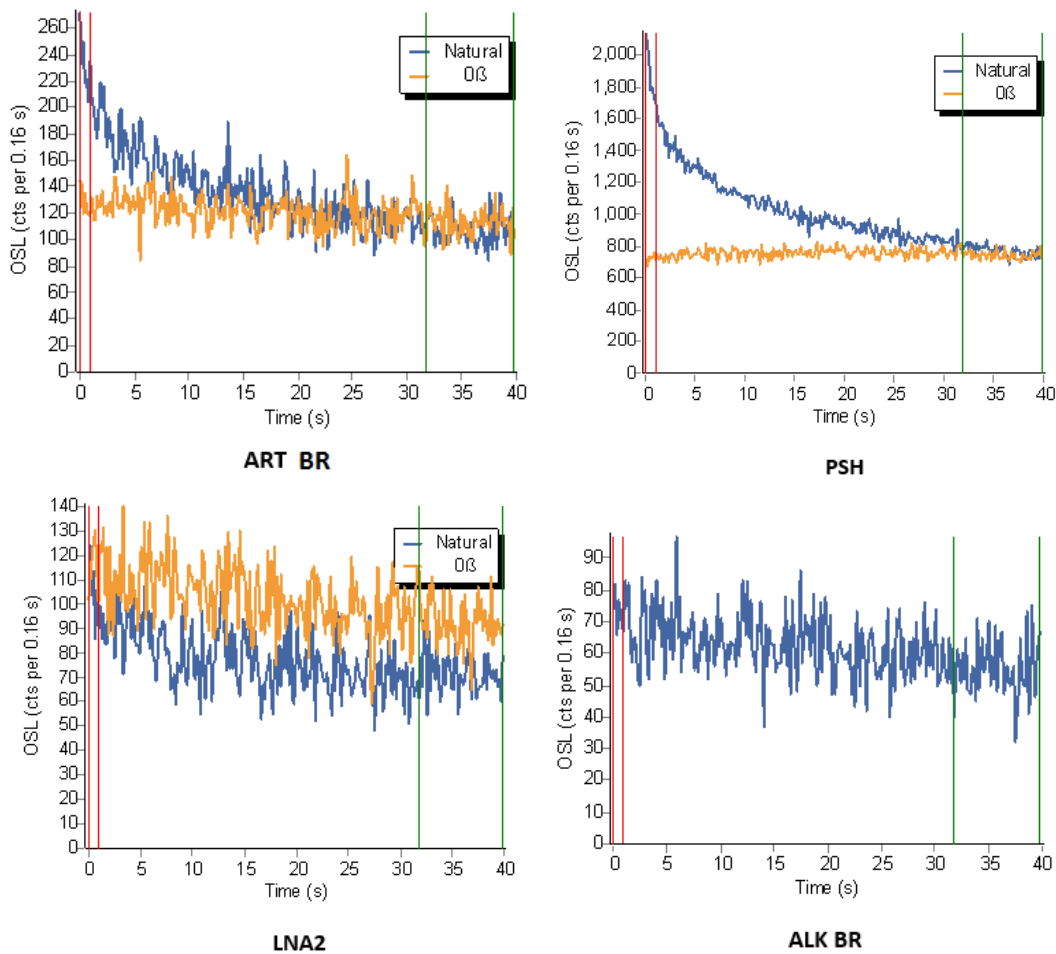 OSL (cts per 0.16 s)
260
240
220
200
180
160
140
120
100
80
60
40
20
0
Natural
0ß
0 5 10 15 20 25 30 35 40
Time (s)
ART BR
OSL (cts per 0.16 s)
2,000
1,800
1,600
1,400
1,200
1,000
800
600
400
200
0
Natural
0ß
0 5 10 15 20 25 30 35 40
Time (s)
PSH
OSL (cts per 0.16 s)
140
130
120
110
100
90
80
70
60
50
40
30
20
10
0
Natural
0ß
0 5 10 15 20 25 30 35 40
Time (s)
LNA2
OSL (cts per 0.16 s)
90
80
70
60
50
40
30
20
10
0
0 5 10 15 20 25 30 35 40
Time (s)
ALK BR